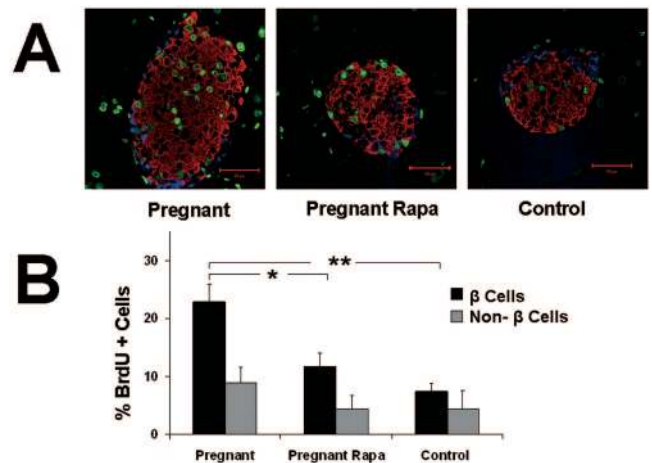 A
Pregnant
Pregnant Rapa
Control
B
% BrdU + Cells
30
20
10
0
**
*
β Cells
Non- β Cells
Pregnant
Pregnant Rapa
Control